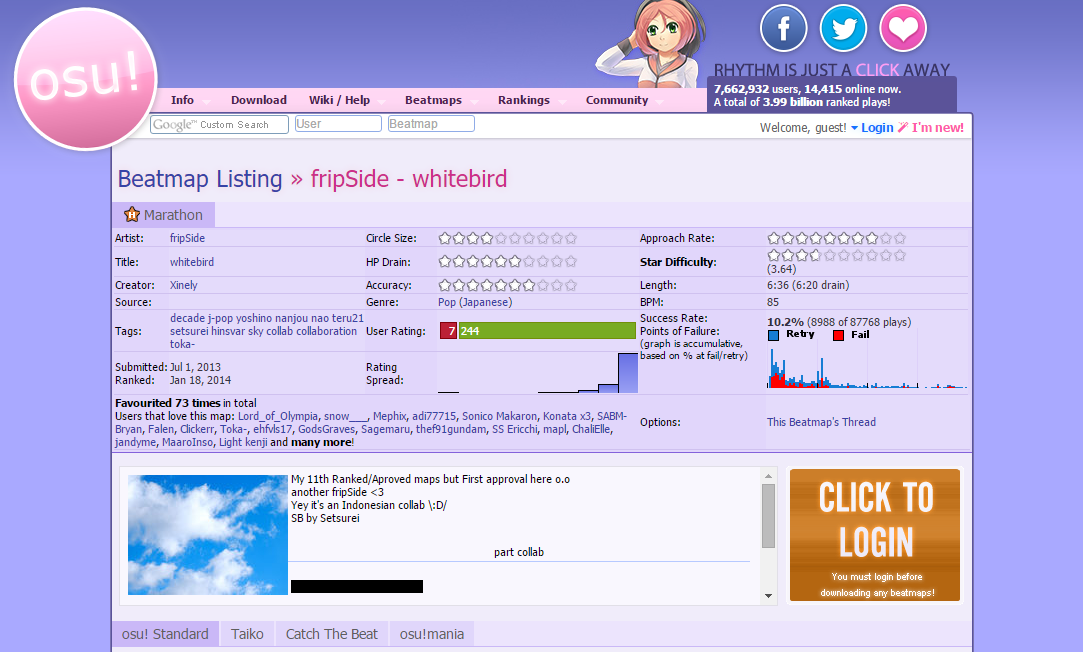 osu!
RHYTHM IS JUST A CLICK AWAY
7,662,932 users, 14,415 online now.
A total of 3.99 billion ranked plays!
Info Download Wiki / Help Beatmaps Rankings Community
Google™ Custom Search User Beatmap
Welcome, guest! Login I'm new!
Beatmap Listing » fripSide - whitebird
Marathon
Artist: fripSide Circle Size: Approach Rate:
Title: whitebird HP Drain: Star Difficulty: (3.64)
Creator: Xinely Accuracy: Length: 6:36 (6:20 drain)
Source: Genre: Pop (Japanese) BPM: 85
Tags: decade j-pop yoshino nanjou nao teru21
setsurei hinsvar sky collab collaboration
toka-
User Rating: 7 244
Success Rate: 10.2% (8988 of 87768 plays)
Points of Failure: Retry Fail
(graph is accumulative,
based on % at fail/retry)
Submitted: Jul 1, 2013
Ranked: Jan 18, 2014
Rating
Spread:
Favourited 73 times in total
Users that love this map: Lord_of_Olympia, snow___, Mephix, adi77715, Sonico Makaron, Konata x3, SABM-
Bryan, Falen, Clickerr, Toka-, ehfvls17, GodsGraves, Sagemaru, thef91gundam, SS Ericchi, mapl, ChaliElle,
jandyme, MaaroInso, Light kenji and many more!
Options: This Beatmap's Thread
My 11th Ranked/Aproved maps but First approval here o.o
another fripSide <3
Yey it's an Indonesian collab \:D/
SB by Setsurei
part collab
CLICK TO
LOGIN
You must login before
downloading any beatmaps!
osu! Standard Taiko Catch The Beat osu!mania